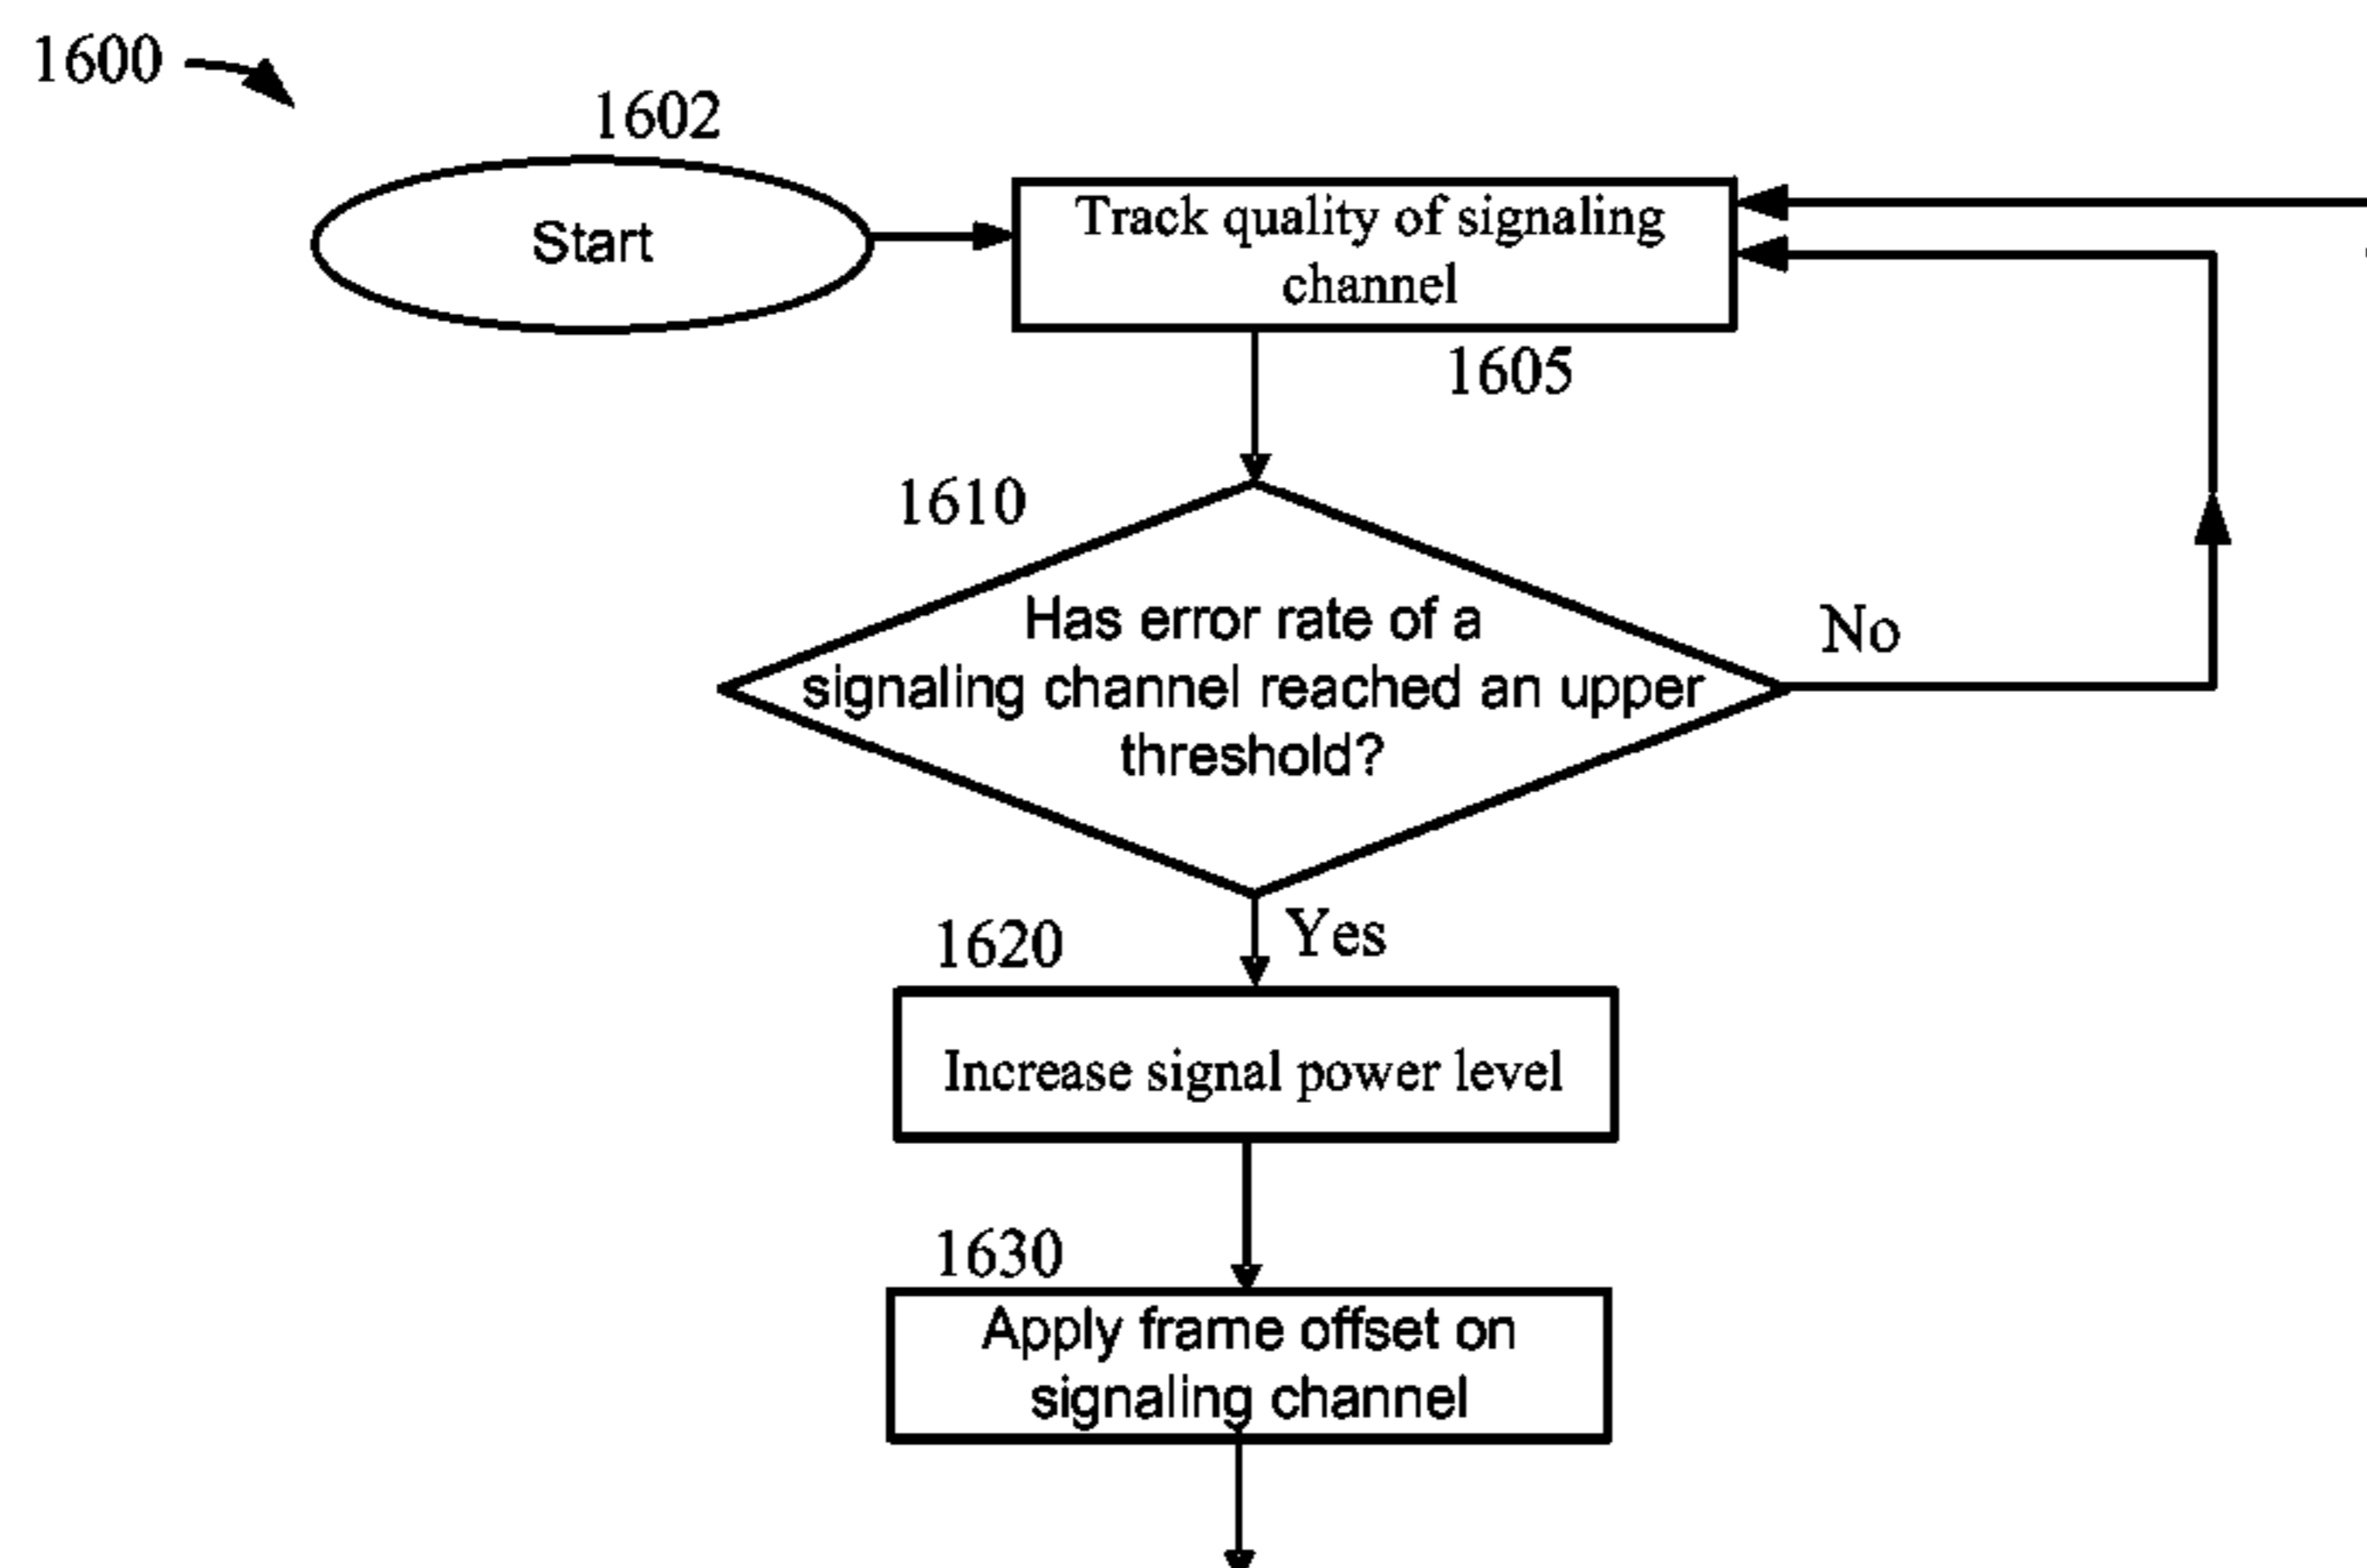 1600
1602
Start
Track quality of signaling
channel
1605
1610
Has error rate of a
signaling channel reached an upper
threshold?
No
Yes
1620
Increase signal power level
1630
Apply frame offset on
signaling channel